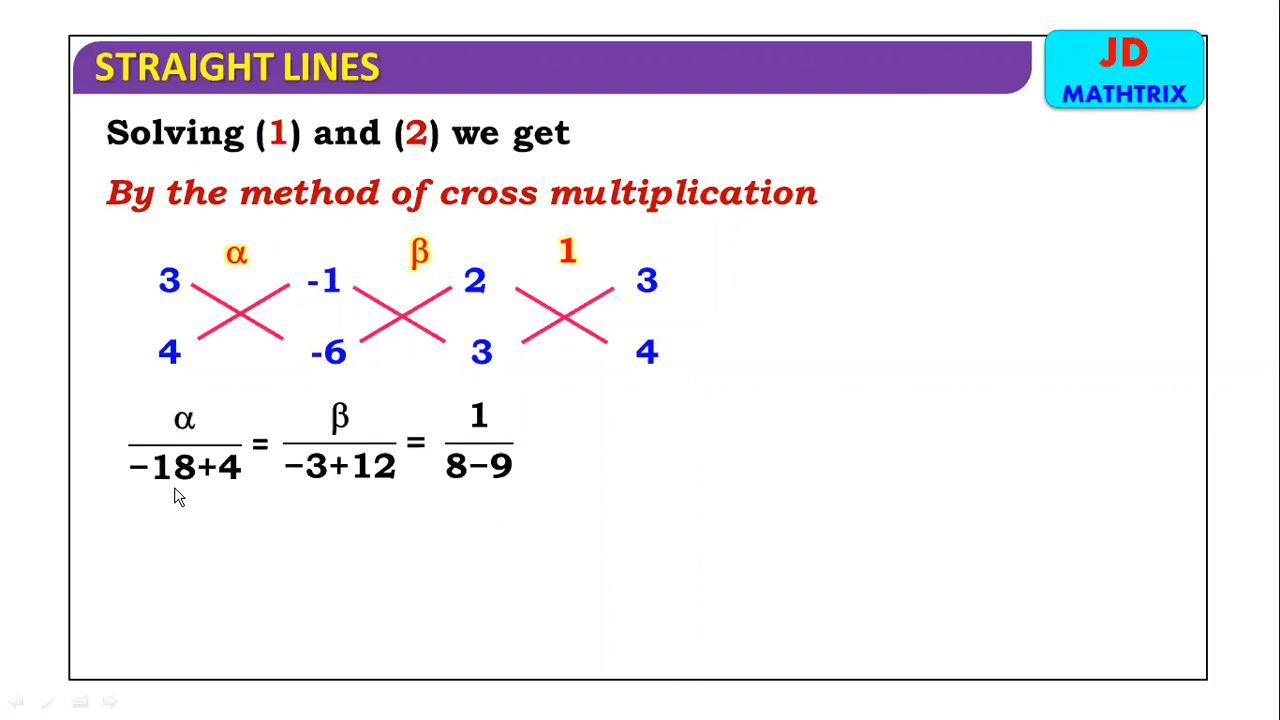 STRAIGHT LINES
JD
MATHTRIX
Solving (1) and (2) we get
By the method of cross multiplication
α β 1
3 -1 2 3
4 -6 3 4
α β 1
= =
−18+4 −3+12 8−9